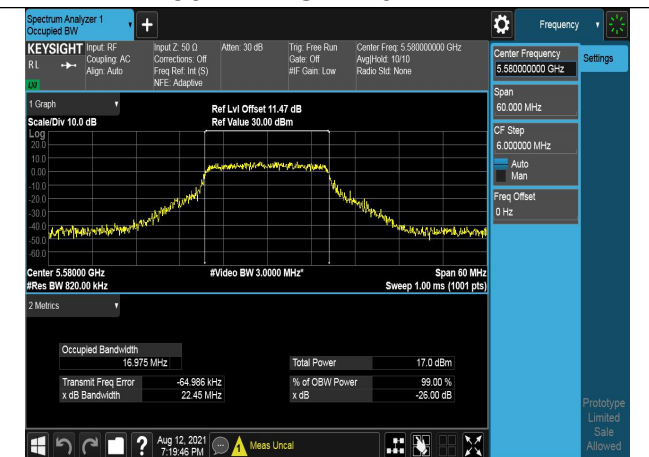 Spectrum Analyzer 1
Occupied BW
Frequency
KEYSIGHT
RL
LW
Input: RF
Coupling: AC
Align: Auto
Input Z: 50 Ω
Corrections: Off
Freq Ref: Int (S)
NFE: Adaptive
Atten: 30 dB
Trig: Free Run
Gate: Off
#IF Gain: Low
Center Freq: 5.580000000 GHz
Avg|Hold: 10/10
Radio Std: None
Center Frequency
5.580000000 GHz
Settings
Span
60.000 MHz
CF Step
6.000000 MHz
Auto
Man
Freq Offset
0 Hz
1 Graph
Scale/Div 10.0 dB
Ref Lvl Offset 11.47 dB
Ref Value 30.00 dBm
Log
20.0
10.0
0.00
-10.0
-20.0
-30.0
-40.0
-50.0
-60.0
Center 5.58000 GHz
#Video BW 3.0000 MHz*
Span 60 MHz
#Res BW 820.00 kHz
Sweep 1.00 ms (1001 pts)
2 Metrics
Occupied Bandwidth
16.975 MHz
Total Power 17.0 dBm
Transmit Freq Error -64.986 kHz
% of OBW Power 99.00 %
x dB Bandwidth 22.45 MHz
x dB -26.00 dB
Prototype
Limited
Sale
Allowed
?
Aug 12, 2021
7:19:46 PM
Meas Uncal